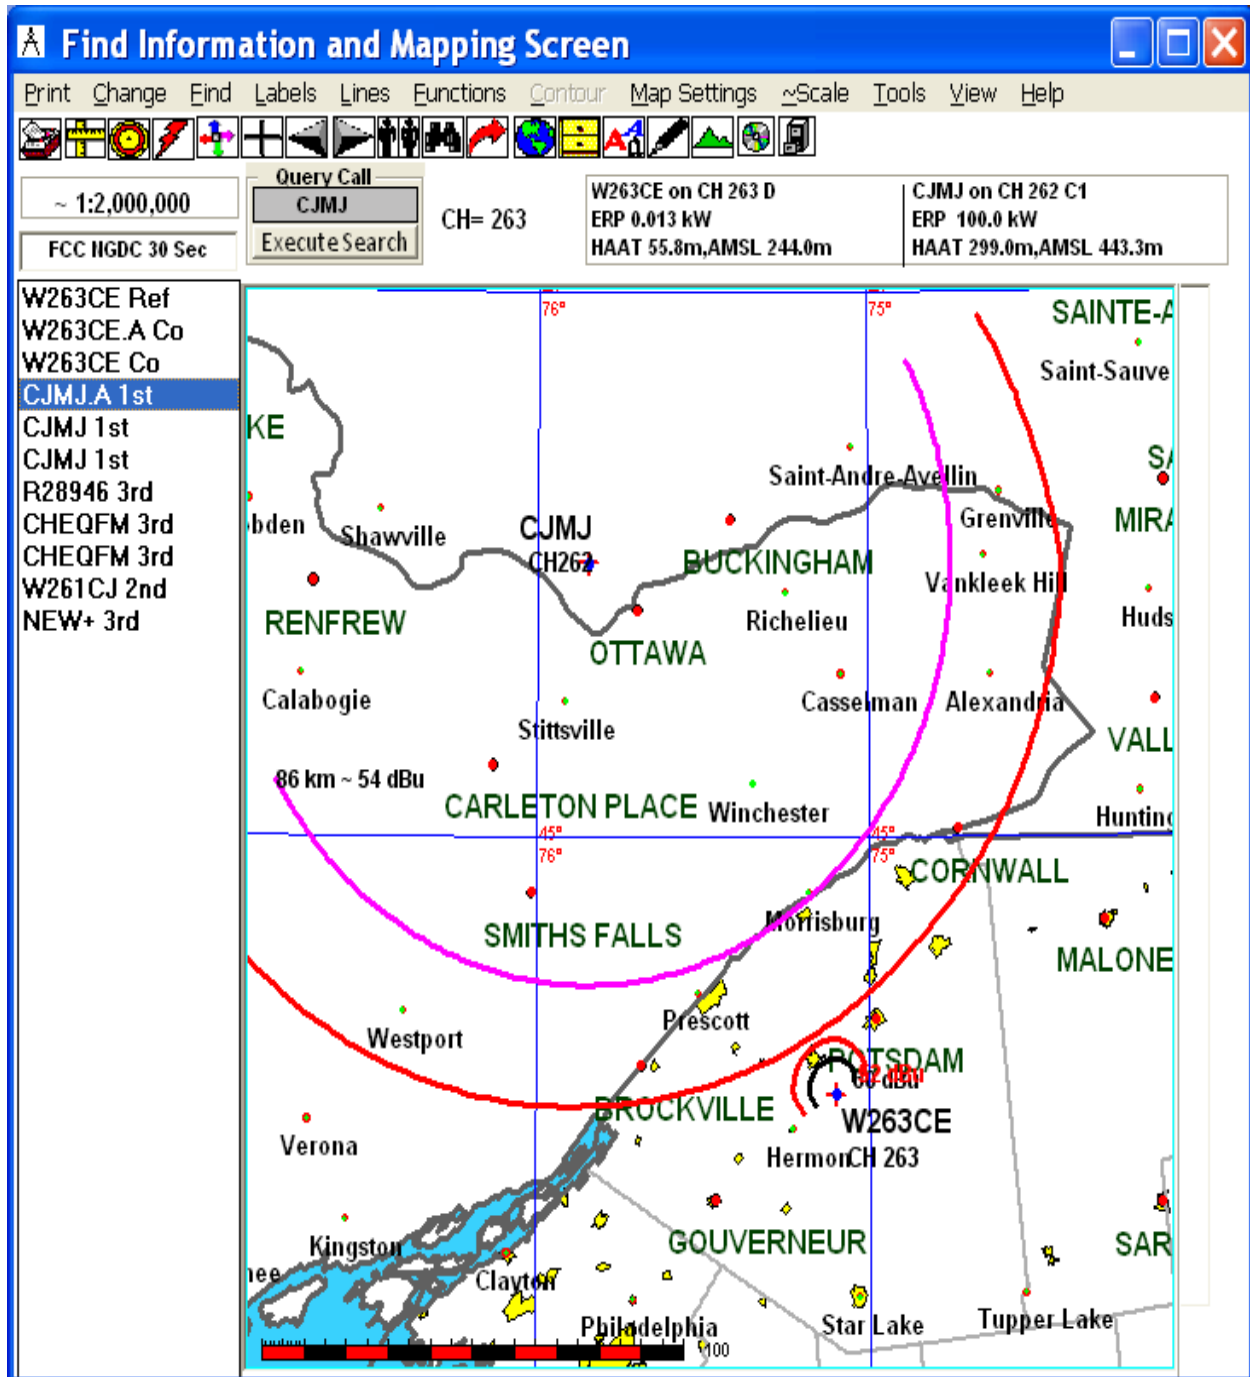 Find Information and Mapping Screen
Print Change Find Labels Lines Functions Contour Map Settings ~Scale Tools View Help
~ 1:2,000,000
FCC NGDC 30 Sec
Query Call
CJMJ
Execute Search
CH= 263
W263CE on CH 263 D
ERP 0.013 kW
HAAT 55.8m,AMSL 244.0m
CJMJ on CH 262 C1
ERP 100.0 kW
HAAT 299.0m,AMSL 443.3m
W263CE Ref
W263CE.A Co
W263CE Co
CJMJ.A 1st
CJMJ 1st
CJMJ 1st
R28946 3rd
CHEQFM 3rd
CHEQFM 3rd
W261CJ 2nd
NEW+ 3rd
76°
75°
SAINTE-A
Saint-Sauve
KE
Saint-Andre-Avellin
SA
bden
Shawville
CJMJ
CH262
Grenville
MIRA
BUCKINGHAM
Vankleek Hill
RENFREW
Richelieu
Huds
OTTAWA
Calabogie
Casselman
Alexandria
Stittsville
VALL
86 km ~ 54 dBu
CARLETON PLACE
Winchester
Hunting
45°
76°
45°
75°
CORNWALL
SMITHS FALLS
Morrisburg
MALONE
Prescott
Westport
POTSDAM
BROCKVILLE
W263CE
Verona
Hermon
CH 263
Kingston
GOUVERNEUR
SAR
nee
Clayton
Philadelphia
Star Lake
Tupper Lake
100